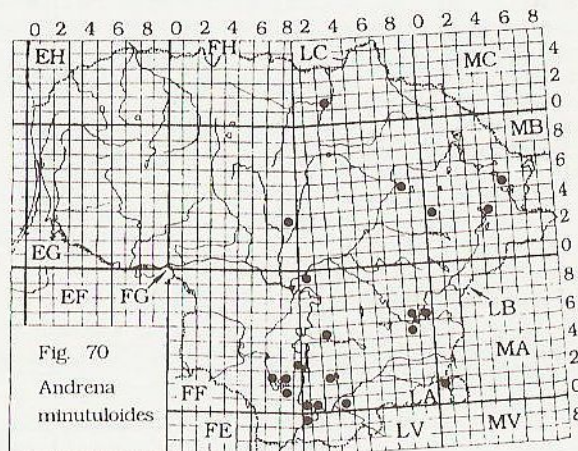 0 2 4 6 8 0 2 4 6 8 2 4 6 8 0 2 4 6 8
EH FH LC MC
4
2
0
MB
8
6
4
2
0
EG
EF FG LB
8
6
4
2
0
MA
Fig. 70
Andrena
minutuloides
FF LA
FE LV MV
8